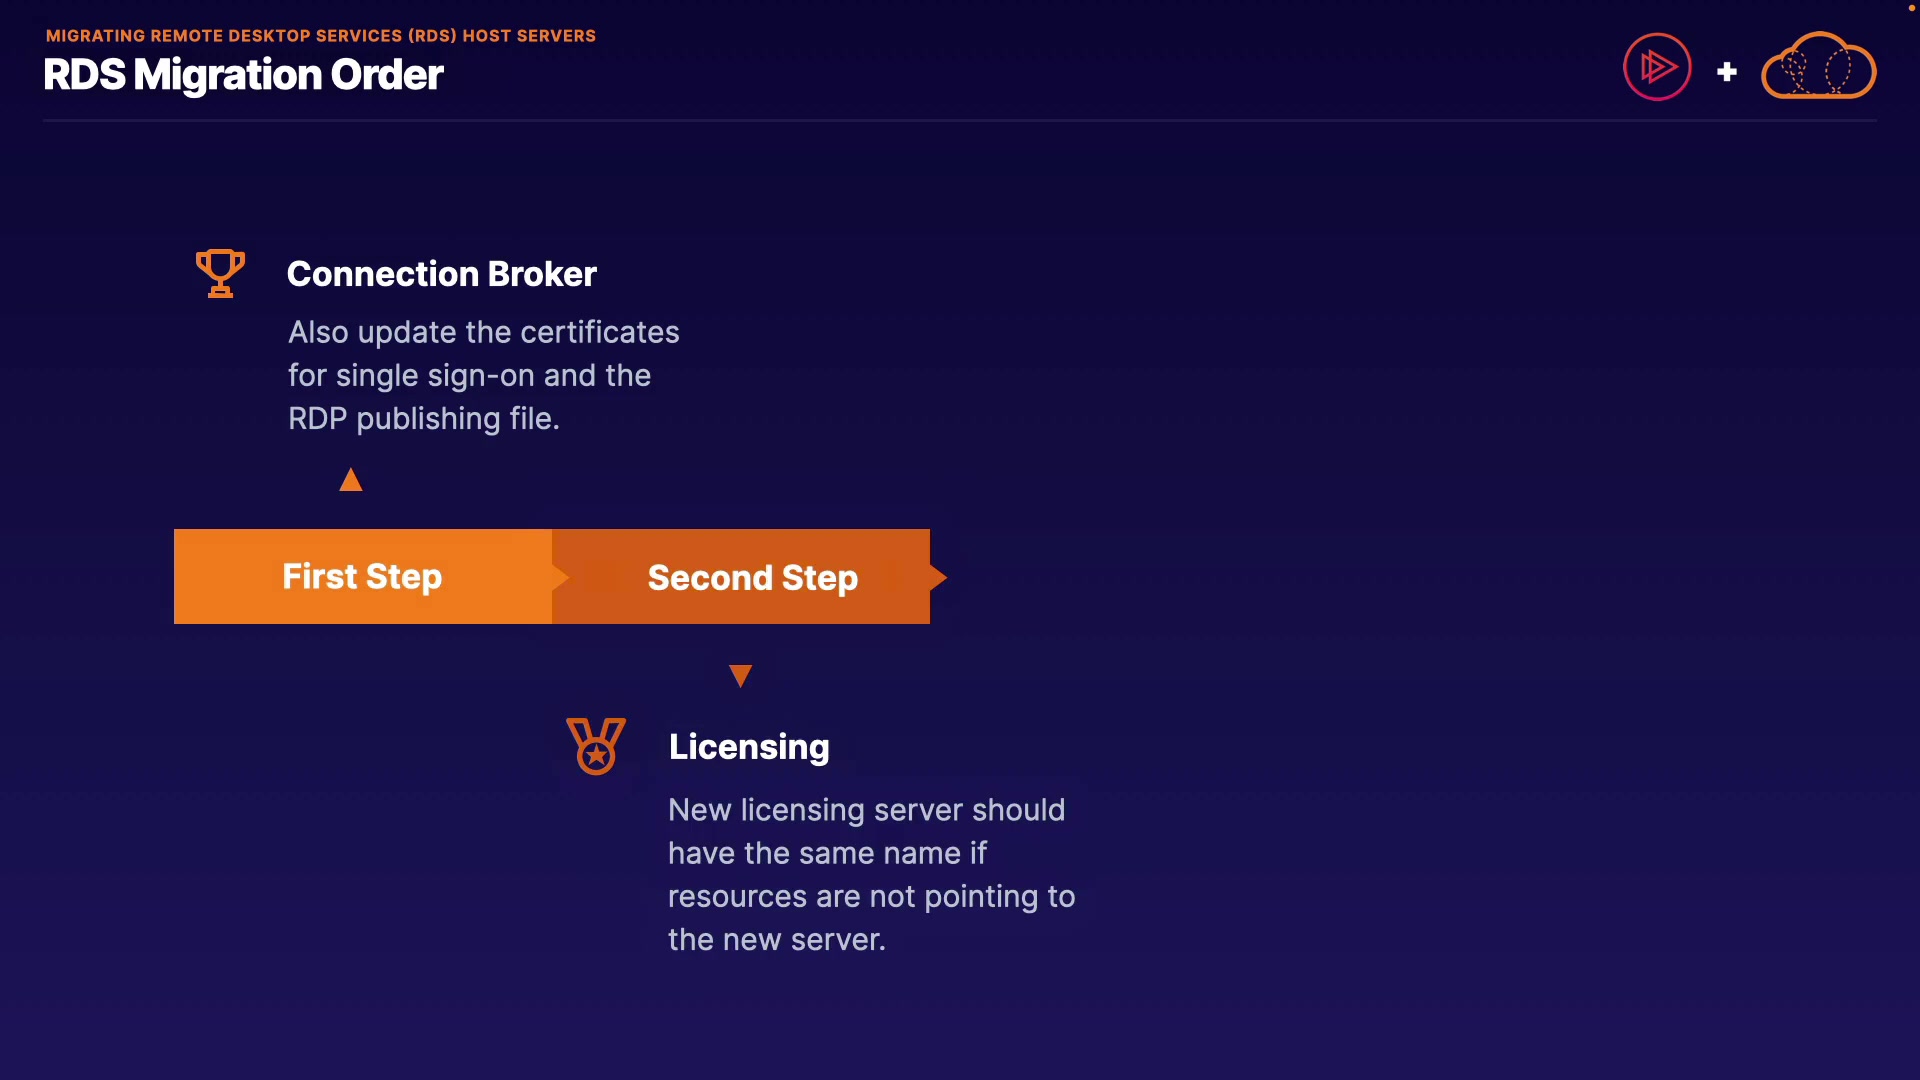 MIGRATING REMOTE DESKTOP SERVICES (RDS) HOST SERVERS
RDS Migration Order
Connection Broker
Also update the certificates
for single sign-on and the
RDP publishing file.
First Step
Second Step
Licensing
New licensing server should
have the same name if
resources are not pointing to
the new server.